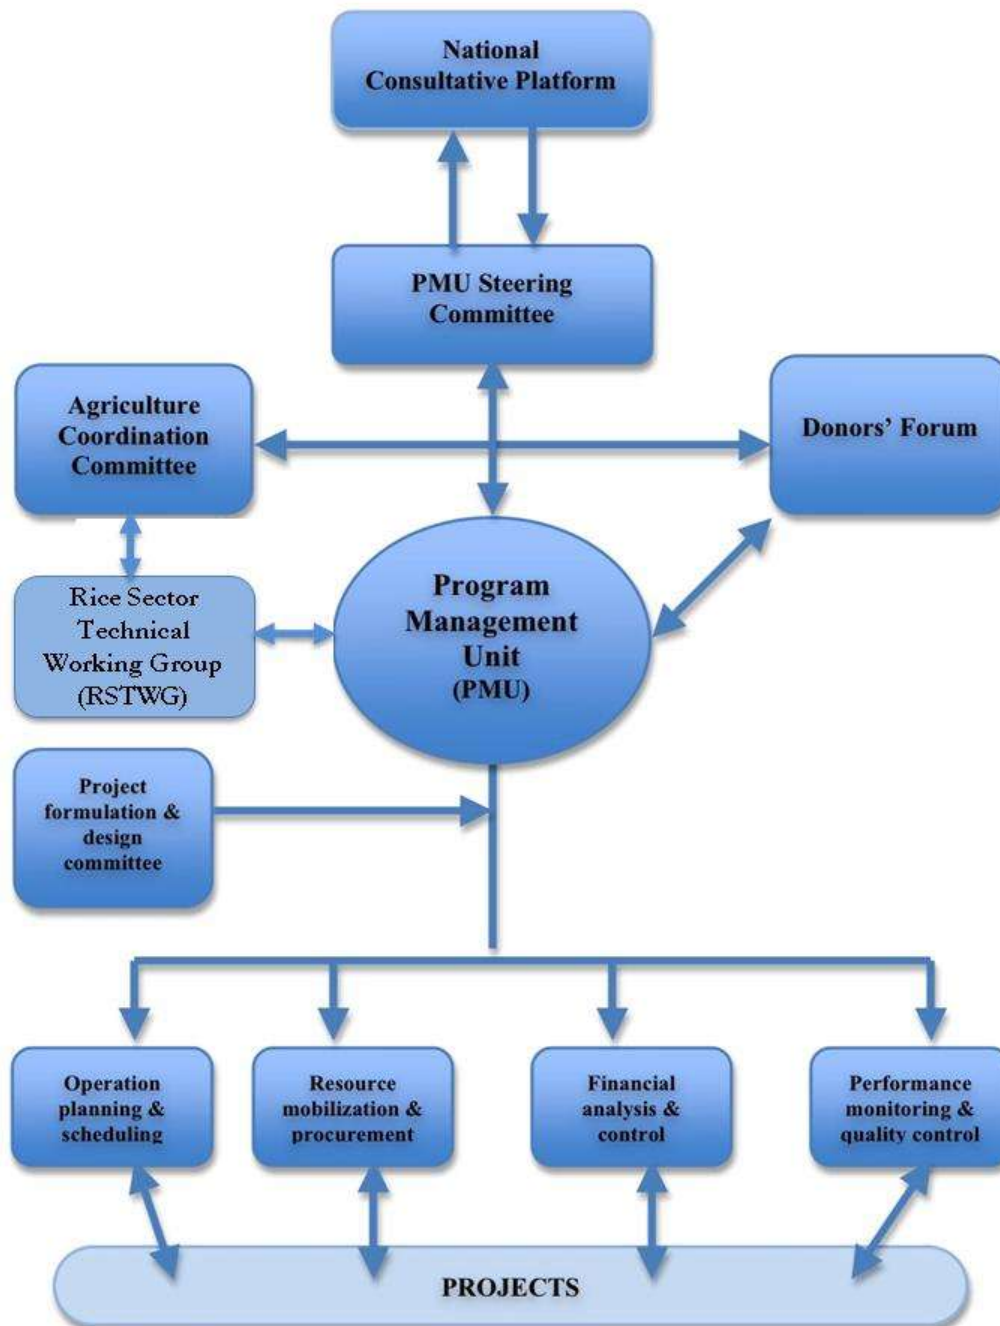 National
Consultative Platform
PMU Steering
Committee
Agriculture
Coordination
Committee
Donors' Forum
Program
Management
Unit
(PMU)
Rice Sector
Technical
Working Group
(RSTWG)
Project
formulation &
design
committee
Operation
planning &
scheduling
Resource
mobilization &
procurement
Financial
analysis &
control
Performance
monitoring &
quality control
PROJECTS